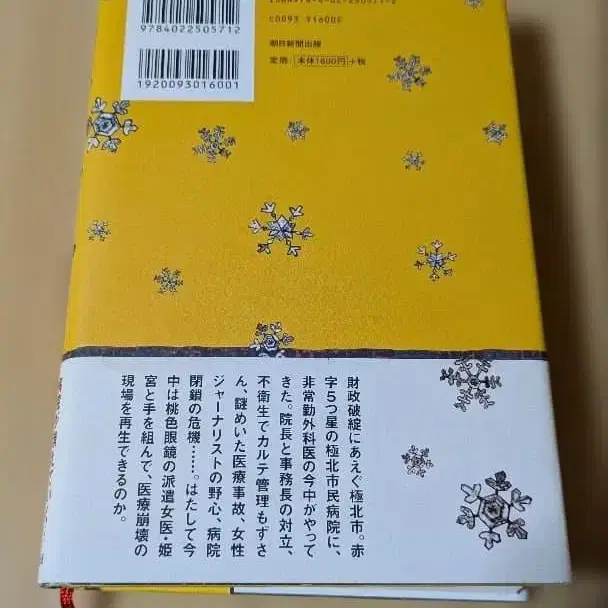 9784022505712
1920093016001
C0093 ¥1600E
朝日新聞出版
定価：本体1600円+税
財政破綻にあえぐ極北市。赤
字5つ星の極北市民病院に、
非常勤外科医の今中がやって
きた。院長と事務長の対立、
不衛生でカルテ管理もずさ
ん、謎めいた医療事故、女性
ジャーナリストの野心、病院
閉鎖の危機……。はたして今
中は桃色眼鏡の派遣女医・姫
宮と手を組んで、医療崩壊の
現場を再生できるのか。